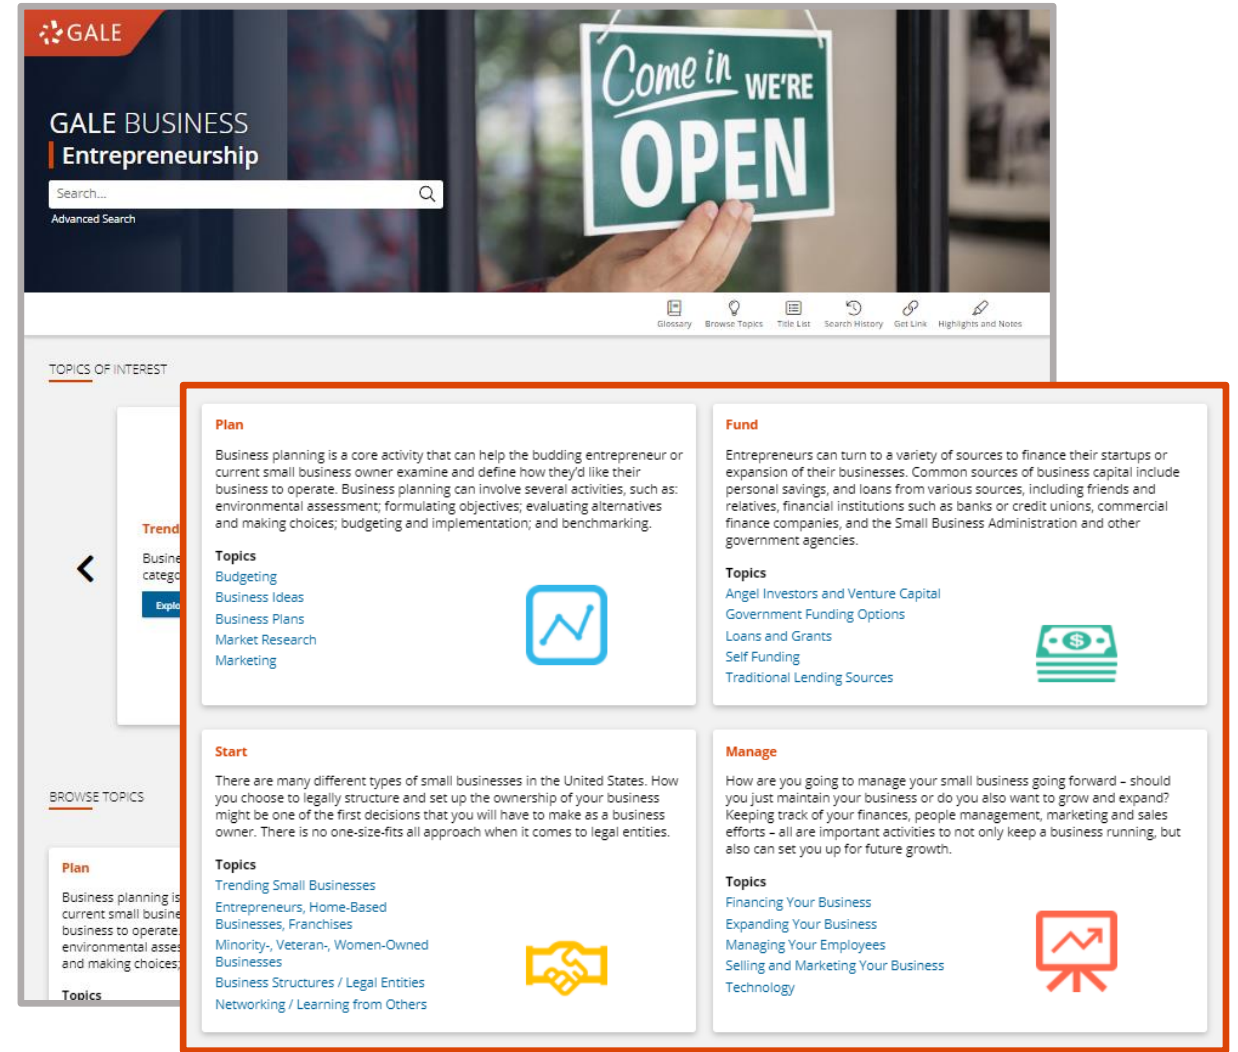 GALE
Come in WE'RE
OPEN
GALE BUSINESS
Entrepreneurship
Search...
Advanced Search
Glossary
Browse Topics
Title List
Search History
Get Link
Highlights and Notes
TOPICS OF INTEREST
Trend
Busine
catego
Explo
BROWSE TOPICS
Plan
Business planning is
current small busine
business to operate.
environmental asses
and making choices;
Topics
Plan
Business planning is a core activity that can help the budding entrepreneur or
current small business owner examine and define how they'd like their
business to operate. Business planning can involve several activities, such as:
environmental assessment; formulating objectives; evaluating alternatives
and making choices; budgeting and implementation; and benchmarking.
Topics
Budgeting
Business Ideas
Business Plans
Market Research
Marketing
Fund
Entrepreneurs can turn to a variety of sources to finance their startups or
expansion of their businesses. Common sources of business capital include
personal savings, and loans from various sources, including friends and
relatives, financial institutions such as banks or credit unions, commercial
finance companies, and the Small Business Administration and other
government agencies.
Topics
Angel Investors and Venture Capital
Government Funding Options
Loans and Grants
Self Funding
Traditional Lending Sources
Start
There are many different types of small businesses in the United States. How
you choose to legally structure and set up the ownership of your business
might be one of the first decisions that you will have to make as a business
owner. There is no one-size-fits all approach when it comes to legal entities.
Topics
Trending Small Businesses
Entrepreneurs, Home-Based
Businesses, Franchises
Minority-, Veteran-, Women-Owned
Businesses
Business Structures / Legal Entities
Networking / Learning from Others
Manage
How are you going to manage your small business going forward – should
you just maintain your business or do you also want to grow and expand?
Keeping track of your finances, people management, marketing and sales
efforts – all are important activities to not only keep a business running, but
also can set you up for future growth.
Topics
Financing Your Business
Expanding Your Business
Managing Your Employees
Selling and Marketing Your Business
Technology